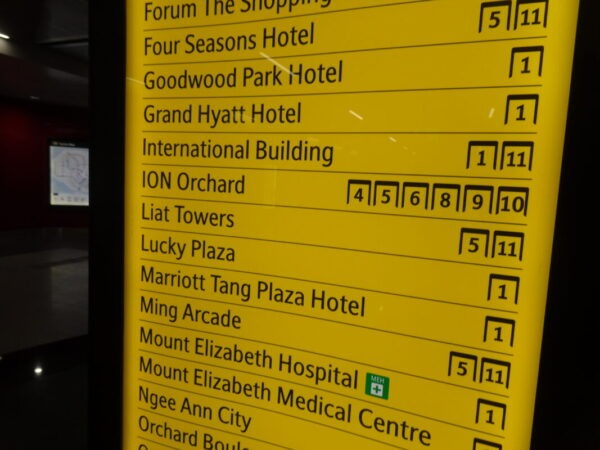 Forum The Shopping
Four Seasons Hotel 5 11
Goodwood Park Hotel 1
Grand Hyatt Hotel 1
International Building 1 11
ION Orchard 4 5 6 8 9 10
Liat Towers 5 11
Lucky Plaza 1
Marriott Tang Plaza Hotel 1
Ming Arcade 5 11
Mount Elizabeth Hospital MEH 1
Mount Elizabeth Medical Centre
Ngee Ann City
Orchard